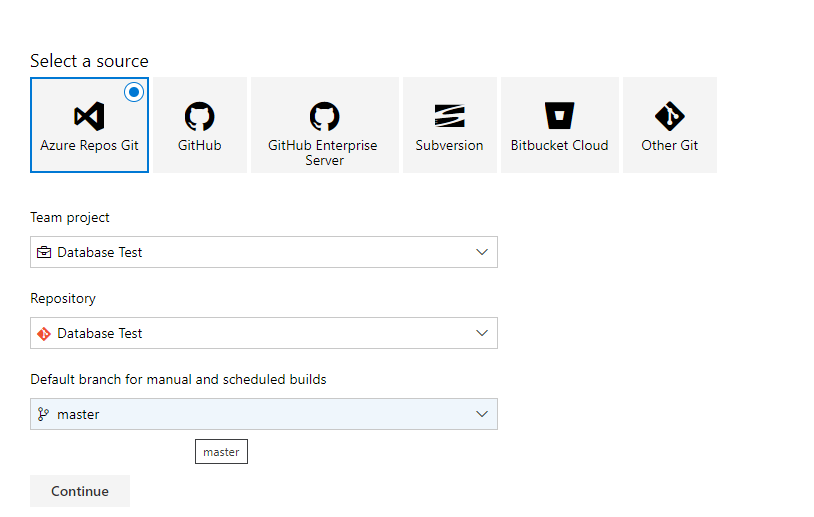 Select a source
Azure Repos Git
GitHub
GitHub Enterprise
Server
Subversion
Bitbucket Cloud
Other Git
Team project
Database Test
Repository
Database Test
Default branch for manual and scheduled builds
master
master
Continue